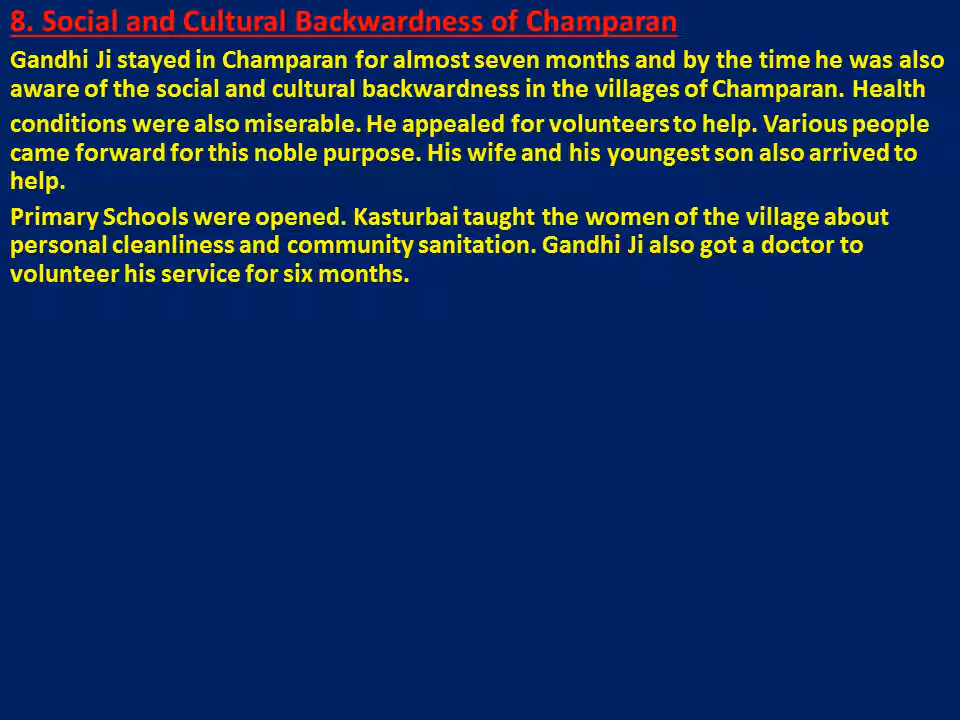 8. Social and Cultural Backwardness of Champaran
Gandhi Ji stayed in Champaran for almost seven months and by the time he was also
aware of the social and cultural backwardness in the villages of Champaran. Health
conditions were also miserable. He appealed for volunteers to help. Various people
came forward for this noble purpose. His wife and his youngest son also arrived to
help.
Primary Schools were opened. Kasturbai taught the women of the village about
personal cleanliness and community sanitation. Gandhi Ji also got a doctor to
volunteer his service for six months.